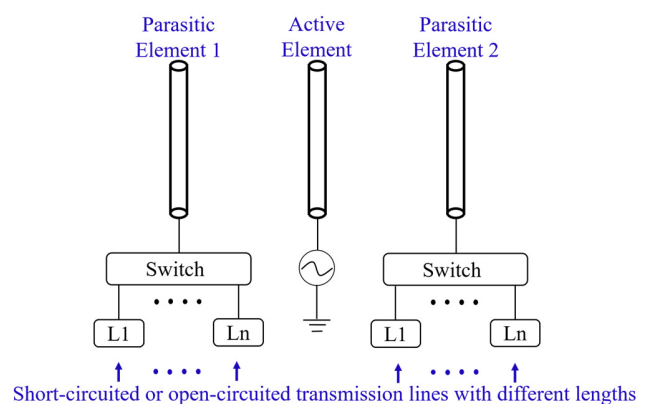 Parasitic
Element 1
Active
Element
Parasitic
Element 2
Switch
Switch
L1
Ln
L1
Ln
Short-circuited or open-circuited transmission lines with different lengths